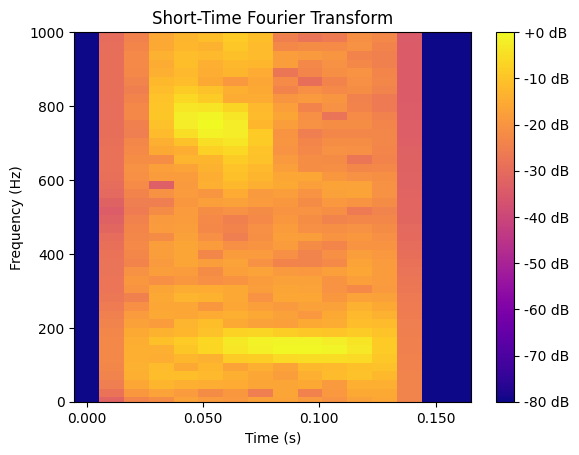 Short-Time Fourier Transform
1000
800
600
400
200
0
Frequency (Hz)
0.000
0.050
0.100
0.150
Time (s)
+0 dB
-10 dB
-20 dB
-30 dB
-40 dB
-50 dB
-60 dB
-70 dB
-80 dB